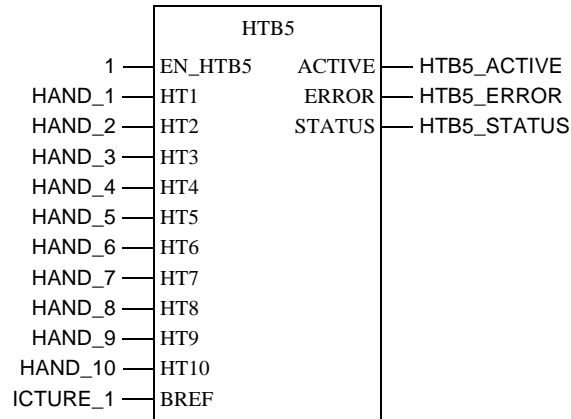 HTB5
1 EN_HTB5 ACTIVE HTB5_ACTIVE
HAND_1 HT1 ERROR HTB5_ERROR
HAND_2 HT2 STATUS HTB5_STATUS
HAND_3 HT3
HAND_4 HT4
HAND_5 HT5
HAND_6 HT6
HAND_7 HT7
HAND_8 HT8
HAND_9 HT9
HAND_10 HT10
ICTURE_1 BREF